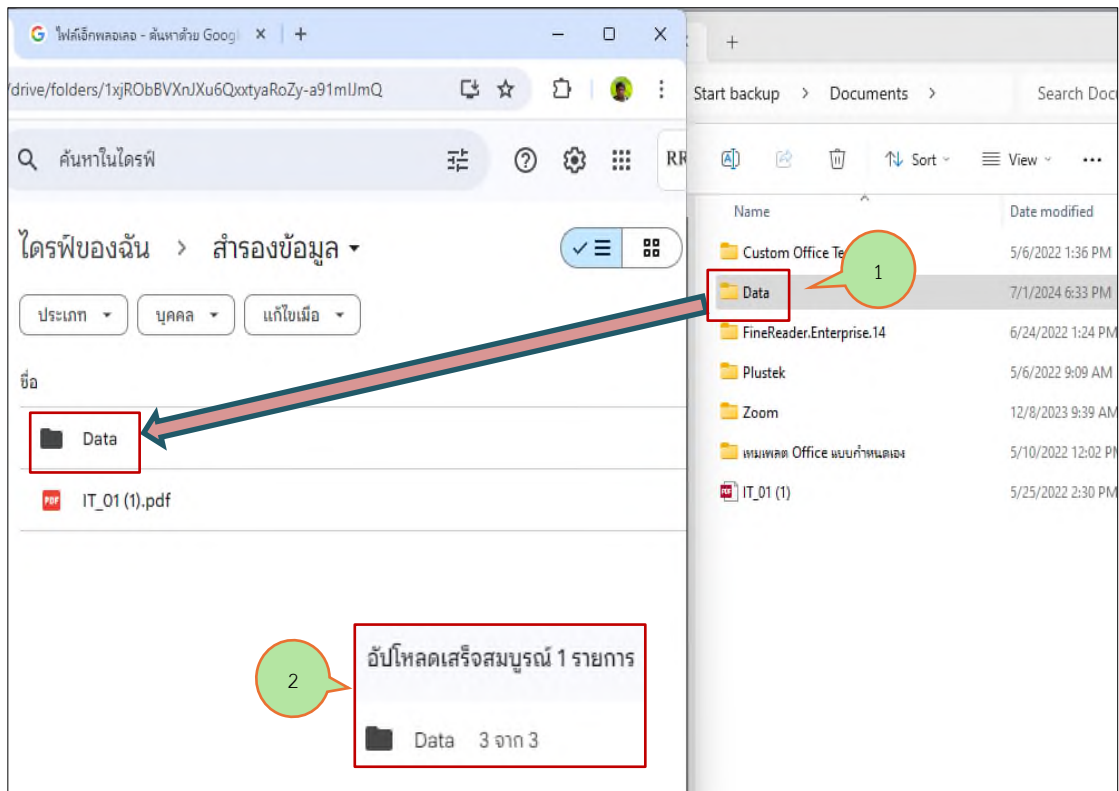 ไฟล์เอ็กพลอเลอ - ค้นหาด้วย Googl
/drive/folders/1xjRObBVXnJXu6QxxtyaRoZy-a91mIJmQ
ค้นหาในไดรฟ์
RR
ไดรฟ์ของฉัน > สำรองข้อมูล
ประเภท
บุคคล
แก้ไขเมื่อ
ชื่อ
Data
PDF IT_01 (1).pdf
อัปโหลดเสร็จสมบูรณ์ 1 รายการ
2
Data 3 จาก 3
Start backup > Documents >
Search Docu
Sort
View
Name
Date modified
Custom Office Te
5/6/2022 1:36 PM
1
Data
7/1/2024 6:33 PM
FineReader.Enterprise.14
6/24/2022 1:24 PM
Plustek
5/6/2022 9:09 AM
Zoom
12/8/2023 9:39 AM
เทมเพลต Office แบบกำหนดเอง
5/10/2022 12:02 PM
PDF IT_01 (1)
5/25/2022 2:30 PM